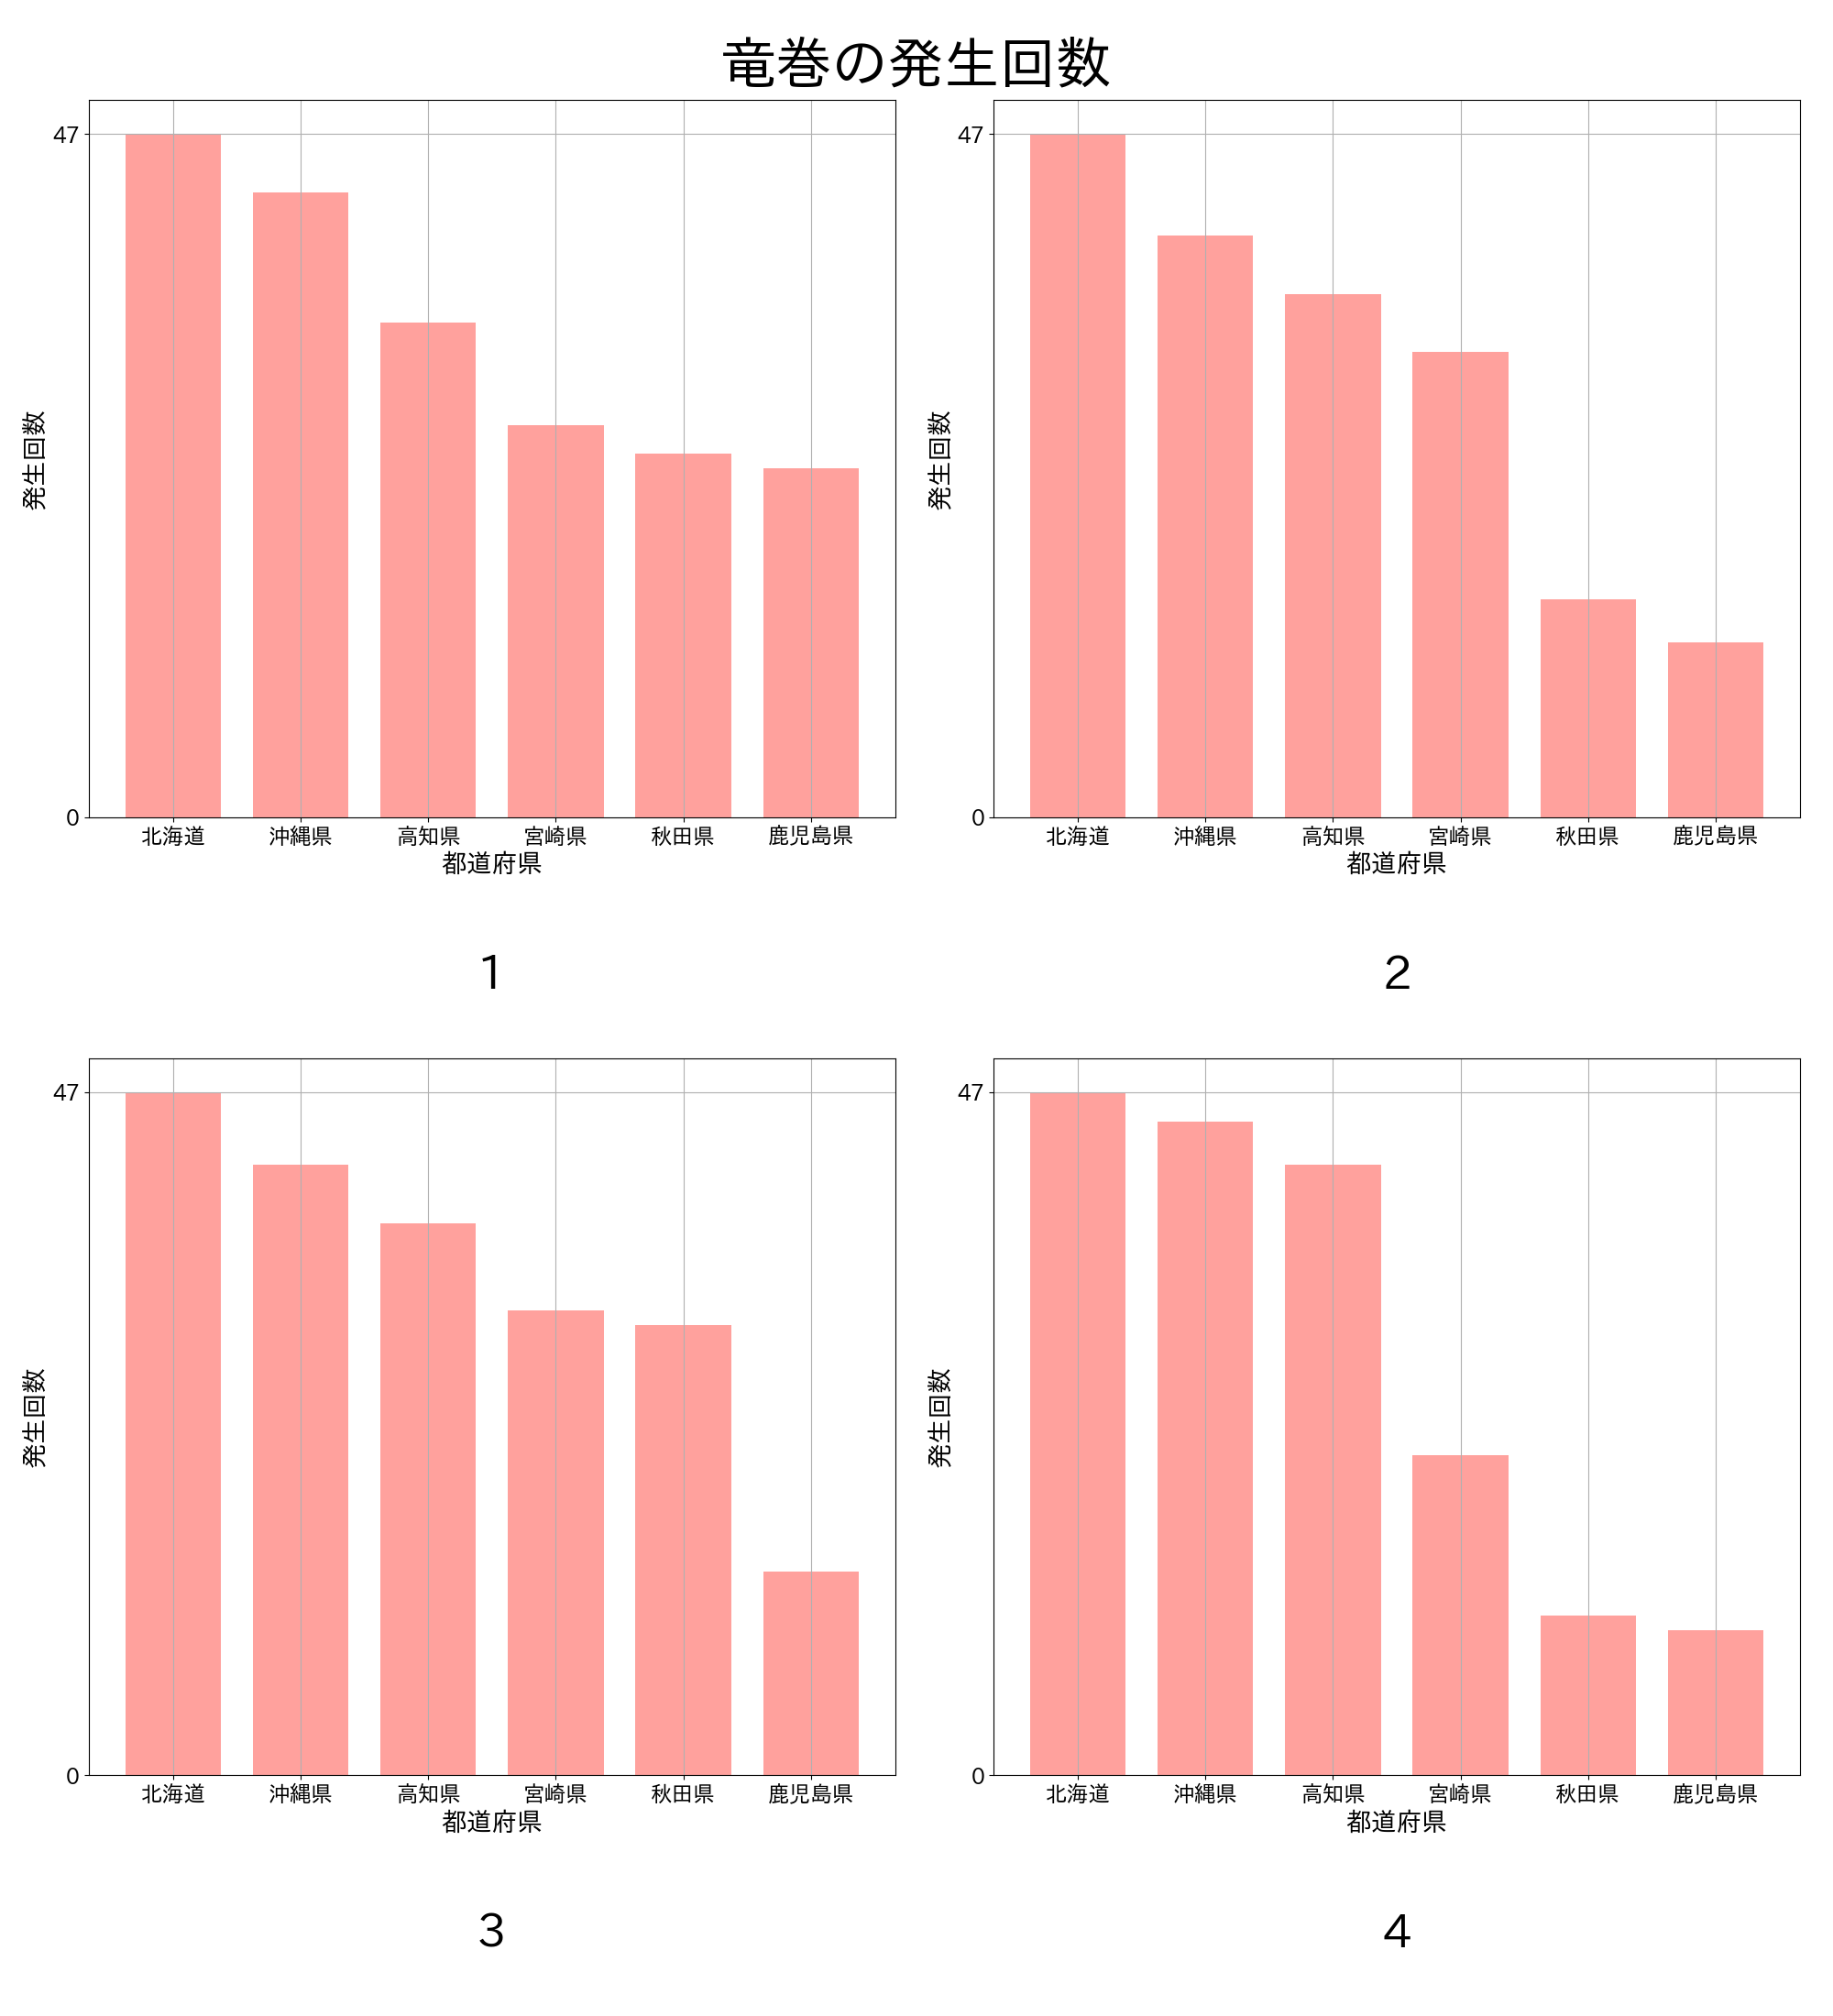 竜巻の発生回数
47
発生回数
0
北海道 沖縄県 高知県 宮崎県 秋田県 鹿児島県
都道府県
1
47
発生回数
0
北海道 沖縄県 高知県 宮崎県 秋田県 鹿児島県
都道府県
2
47
発生回数
0
北海道 沖縄県 高知県 宮崎県 秋田県 鹿児島県
都道府県
3
47
発生回数
0
北海道 沖縄県 高知県 宮崎県 秋田県 鹿児島県
都道府県
4